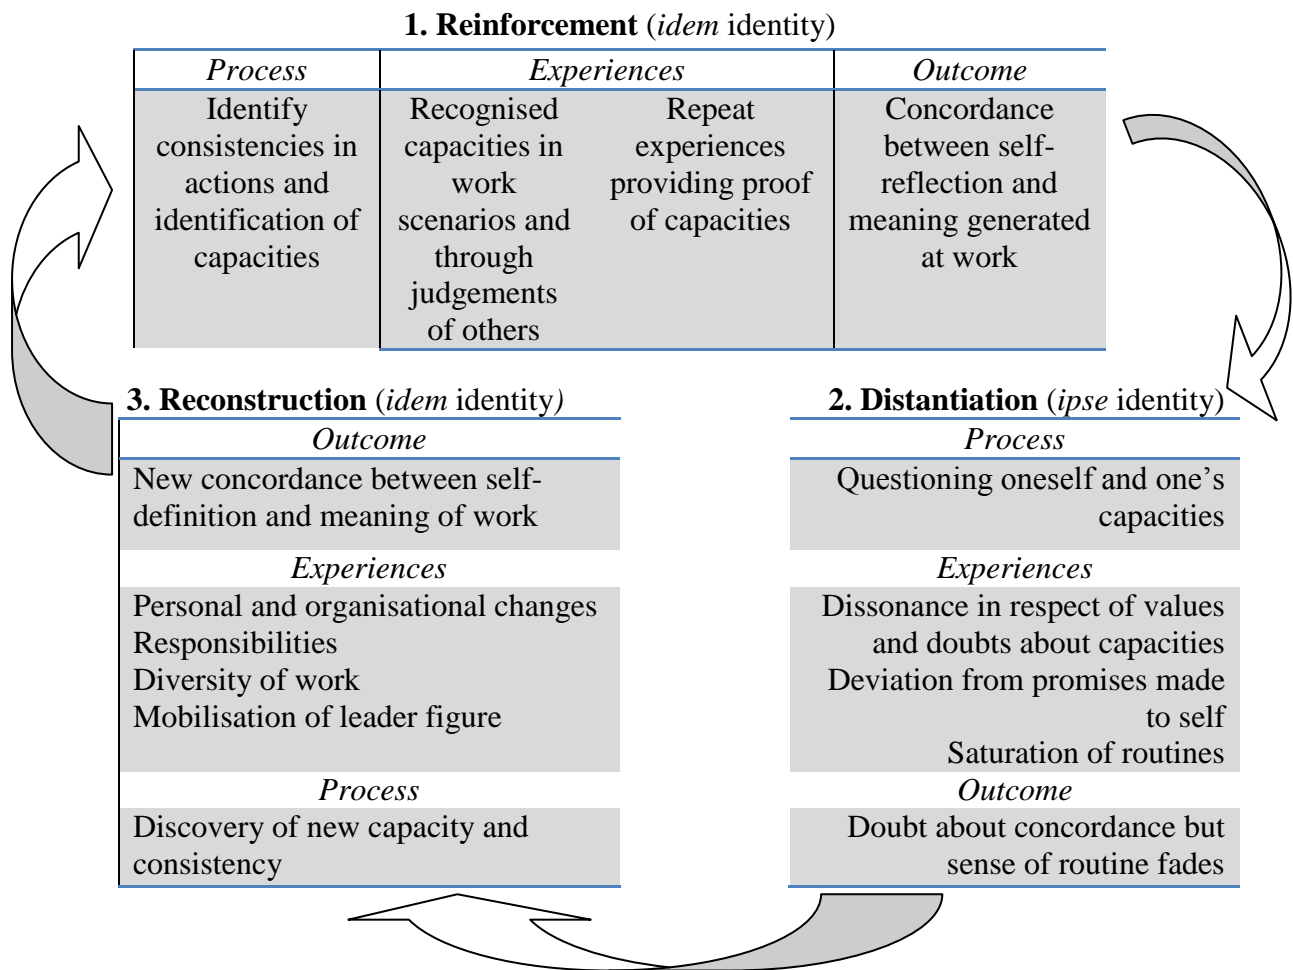 1. Reinforcement (idem identity)
Process Experiences Outcome
Identify
consistencies in
actions and
identification of
capacities
Recognised
capacities in
work
scenarios and
through
judgements
of others
Repeat
experiences
providing proof
of capacities
Concordance
between self-
reflection and
meaning generated
at work
3. Reconstruction (idem identity)
Outcome
New concordance between self-
definition and meaning of work
Experiences
Personal and organisational changes
Responsibilities
Diversity of work
Mobilisation of leader figure
Process
Discovery of new capacity and
consistency
2. Distantiation (ipse identity)
Process
Questioning oneself and one’s
capacities
Experiences
Dissonance in respect of values
and doubts about capacities
Deviation from promises made
to self
Saturation of routines
Outcome
Doubt about concordance but
sense of routine fades